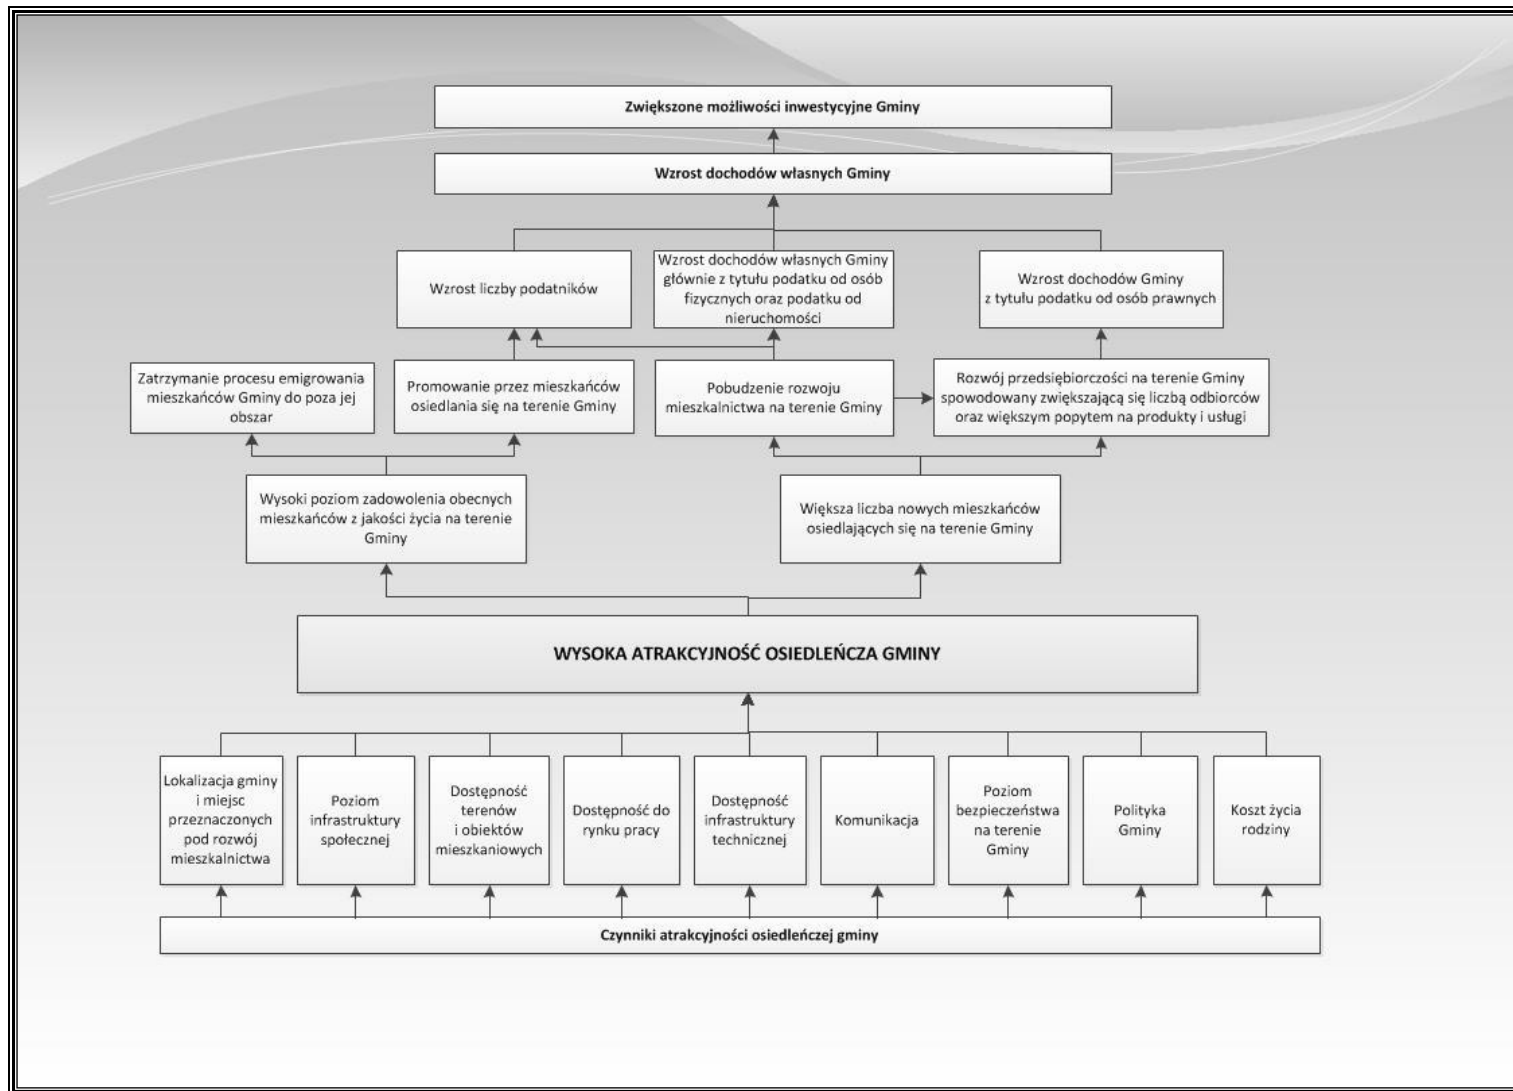 Zwiększone możliwości inwestycyjne Gminy
Wzrost dochodów własnych Gminy
Wzrost liczby podatników
Wzrost dochodów własnych Gminy
głównie z tytułu podatku od osób
fizycznych oraz podatku od
nieruchomości
Wzrost dochodów Gminy
z tytułu podatku od osób prawnych
Zatrzymanie procesu emigrowania
mieszkańców Gminy do poza jej
obszar
Promowanie przez mieszkańców
osiedlania się na terenie Gminy
Pobudzenie rozwoju
mieszkalnictwa na terenie Gminy
Rozwój przedsiębiorczości na terenie Gminy
spowodowany zwiększającą się liczbą odbiorców
oraz większym popytem na produkty i usługi
Wysoki poziom zadowolenia obecnych
mieszkańców z jakości życia na terenie
Gminy
Większa liczba nowych mieszkańców
osiedlających się na terenie Gminy
WYSOKA ATRAKCYJNOŚĆ OSIEDLEŃCZA GMINY
Lokalizacja gminy
i miejsc
przeznaczonych
pod rozwój
mieszkalnictwa
Poziom
infrastruktury
społecznej
Dostępność
terenów
i obiektów
mieszkaniowych
Dostępność do
rynku pracy
Dostępność
infrastruktury
technicznej
Komunikacja
Poziom
bezpieczeństwa
na terenie
Gminy
Polityka
Gminy
Koszt życia
rodziny
Czynniki atrakcyjności osiedleńczej gminy